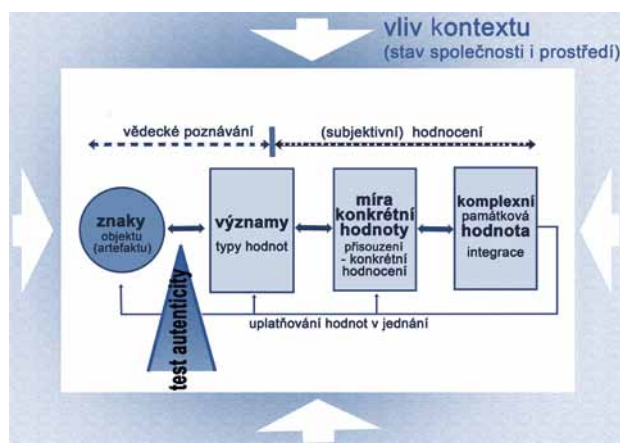 vliv kontextu
(stav společnosti i prostředí)
vědecké poznávání
(subjektivní) hodnocení
znaky
objektu
(artefaktu)
významy
typy hodnot
míra
konkrétní
hodnoty
přisouzení
- konkrétní
hodnocení
komplexní
památková
hodnota
integrace
test autenticity
uplatňování hodnot v jednání